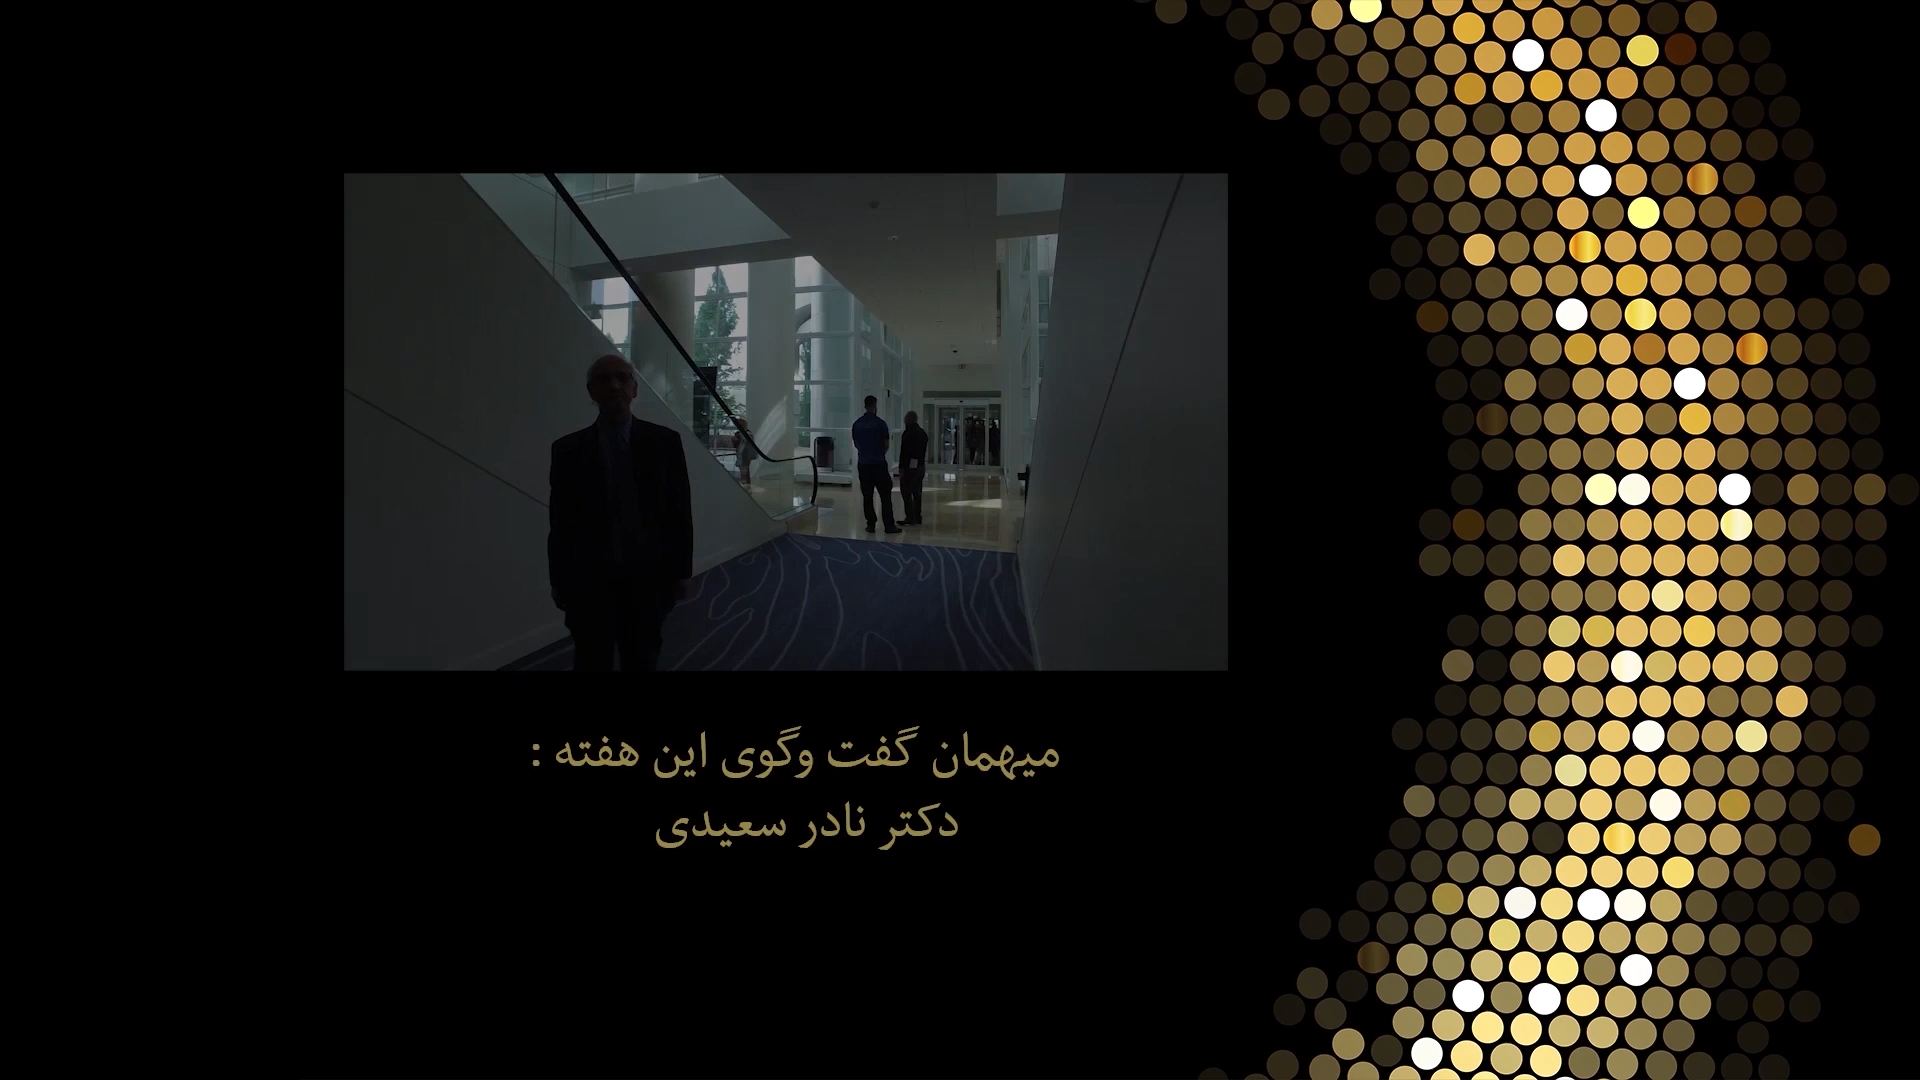 میهمان گفت وگوی این هفته :
دکتر نادر سعیدی